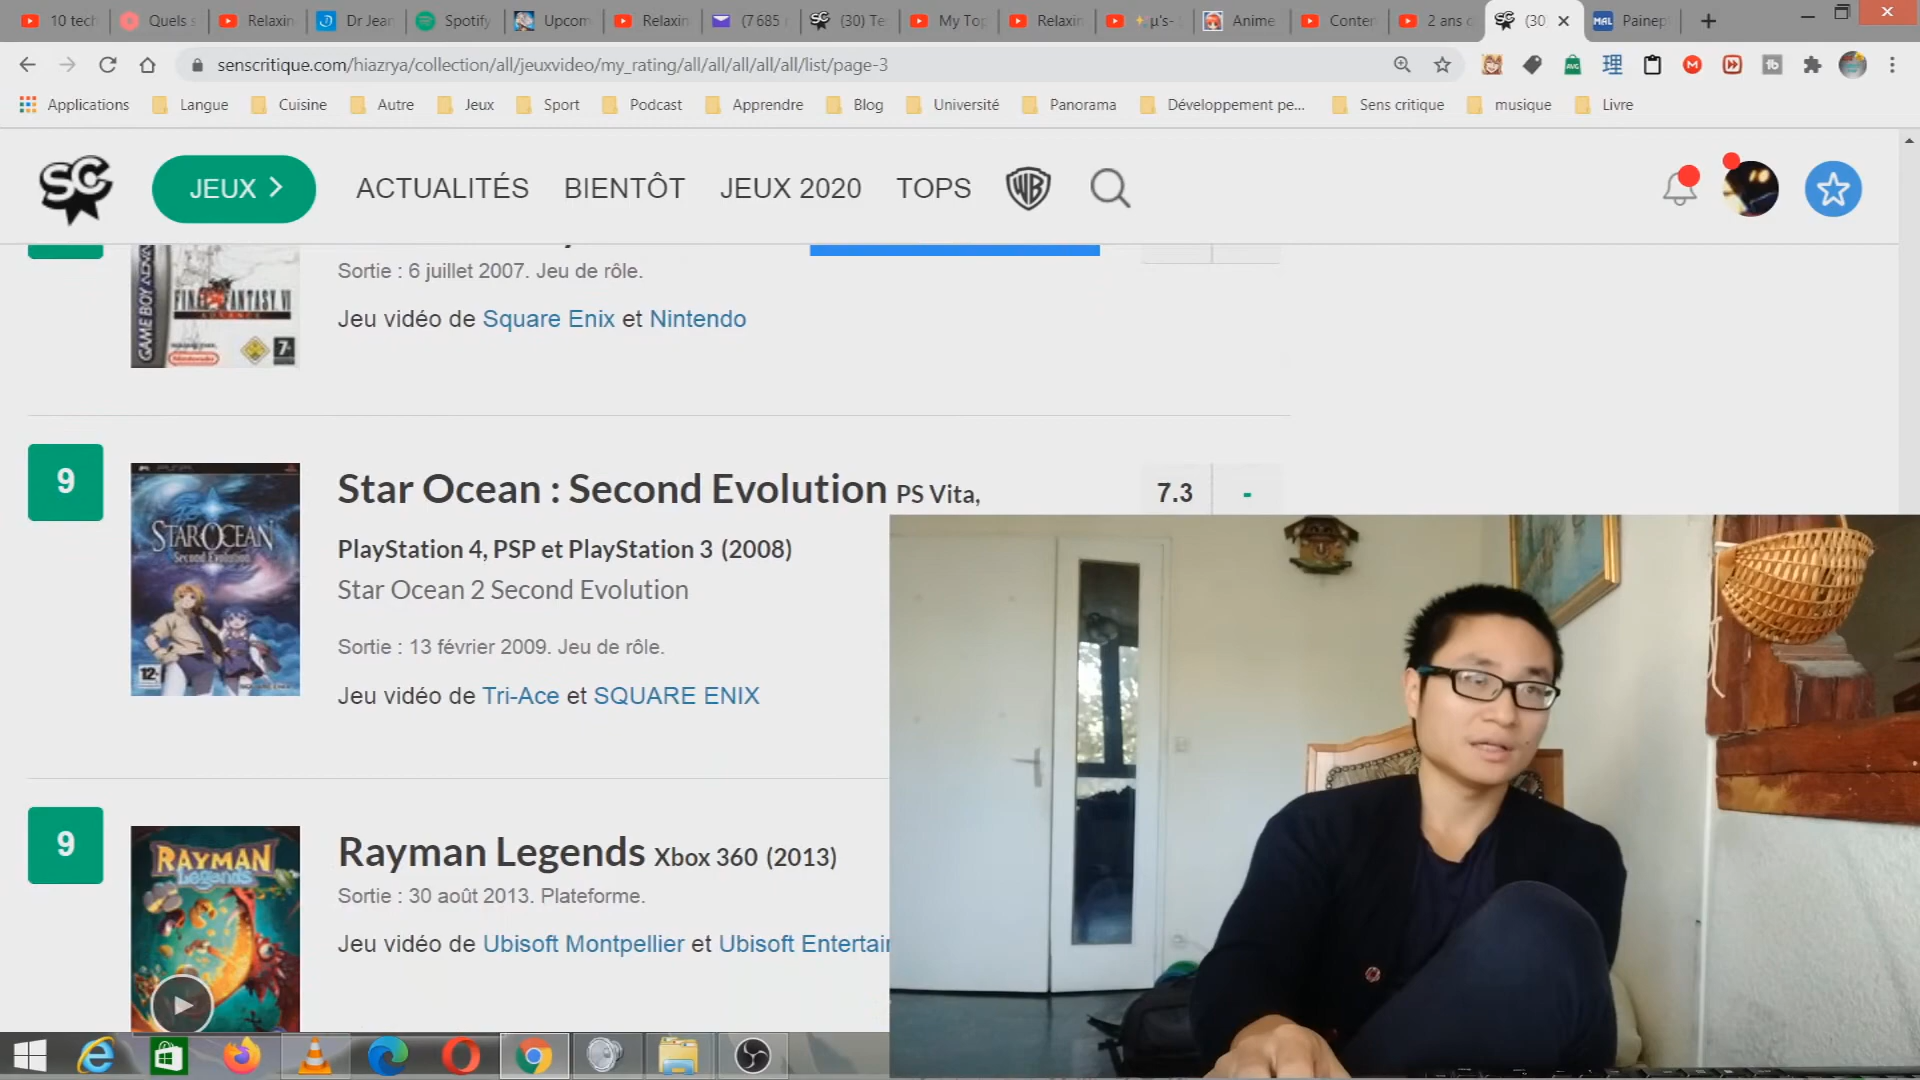 10 tech
Quels s
Relaxin
Dr Jean
Spotify
Upcom
Relaxin
(7 685
(30) Te
My Top
Relaxin
μ's-
Anime
Conter
2 ans d
(30
MAL
Painep
senscritique.com/hiazrya/collection/all/jeuxvideo/my_rating/all/all/all/all/all/list/page-3
Applications
Langue
Cuisine
Autre
Jeux
Sport
Podcast
Apprendre
Blog
Université
Panorama
Développement pe...
Sens critique
musique
Livre
SC
JEUX
ACTUALITÉS
BIENTÔT
JEUX 2020
TOPS
Sortie : 6 juillet 2007. Jeu de rôle.
Jeu vidéo de Square Enix et Nintendo
GAME BOY ADVA
FINAL FANTASY VI
ADVANCE
Nintendo
7
9
STAR OCEAN
Second Evolution
12
SQUARE ENIX
Star Ocean : Second Evolution PS Vita,
PlayStation 4, PSP et PlayStation 3 (2008)
Star Ocean 2 Second Evolution
Sortie : 13 février 2009. Jeu de rôle.
Jeu vidéo de Tri-Ace et SQUARE ENIX
7.3
-
9
RAYMAN
Legends
Rayman Legends Xbox 360 (2013)
Sortie : 30 août 2013. Plateforme.
Jeu vidéo de Ubisoft Montpellier et Ubisoft Entertai